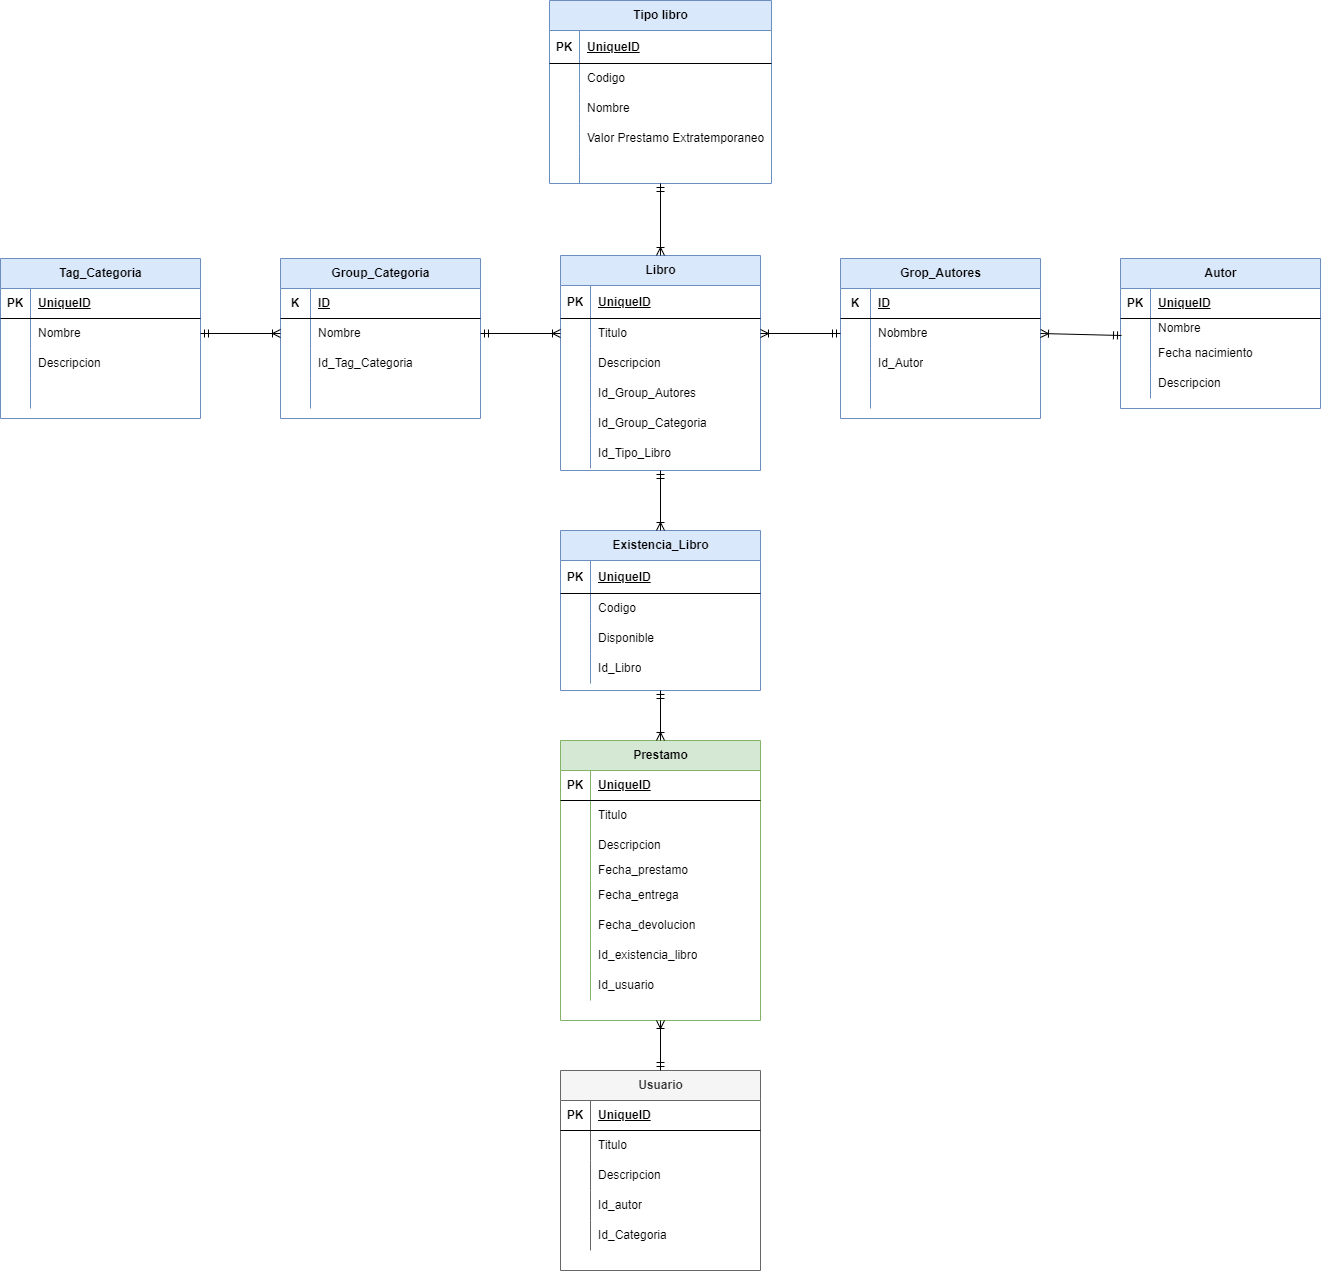 Tipo libro
PK UniqueID
Codigo
Nombre
Valor Prestamo Extratemporaneo
Tag_Categoria
PK UniqueID
Nombre
Descripcion
Group_Categoria
K ID
Nombre
Id_Tag_Categoria
Libro
PK UniqueID
Titulo
Descripcion
Id_Group_Autores
Id_Group_Categoria
Id_Tipo_Libro
Grop_Autores
K ID
Nobmbre
Id_Autor
Autor
PK UniqueID
Nombre
Fecha nacimiento
Descripcion
Existencia_Libro
PK UniqueID
Codigo
Disponible
Id_Libro
Prestamo
PK UniqueID
Titulo
Descripcion
Fecha_prestamo
Fecha_entrega
Fecha_devolucion
Id_existencia_libro
Id_usuario
Usuario
PK UniqueID
Titulo
Descripcion
Id_autor
Id_Categoria